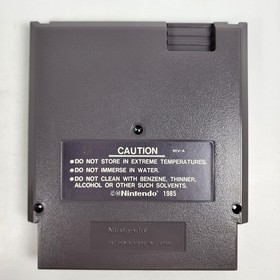 CAUTION
REV-A
●DO NOT STORE IN EXTREME TEMPERATURES.
●DO NOT IMMERSE IN WATER.
●DO NOT CLEAN WITH BENZENE, THINNER,
ALCOHOL OR OTHER SUCH SOLVENTS.
©®Nintendo® 1985
Nintendo